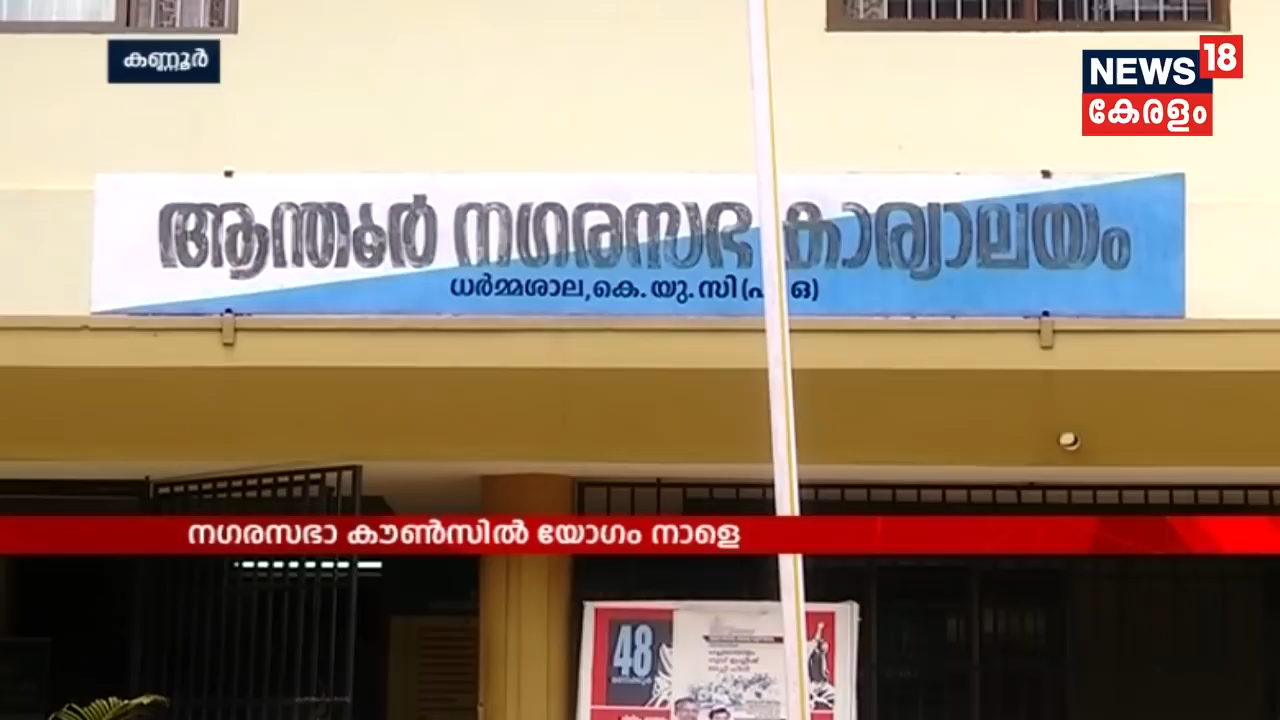 കണ്ണൂർ
NEWS 18
കേരളം
ആന്തൂർ നഗരസഭ കാര്യാലയം
ധർമ്മശാല,കെ.യു.സി(പി ഒ)
നഗരസഭാ കൗൺസിൽ യോഗം നാളെ
48